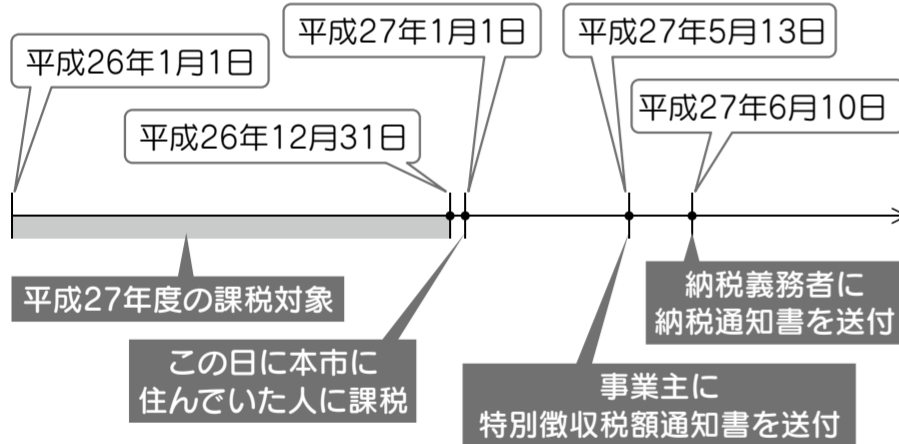 平成26年1月1日
平成27年1月1日
平成27年5月13日
平成26年12月31日
平成27年6月10日
平成27年度の課税対象
この日に本市に
住んでいた人に課税
事業主に
特別徴収税額通知書を送付
納税義務者に
納税通知書を送付